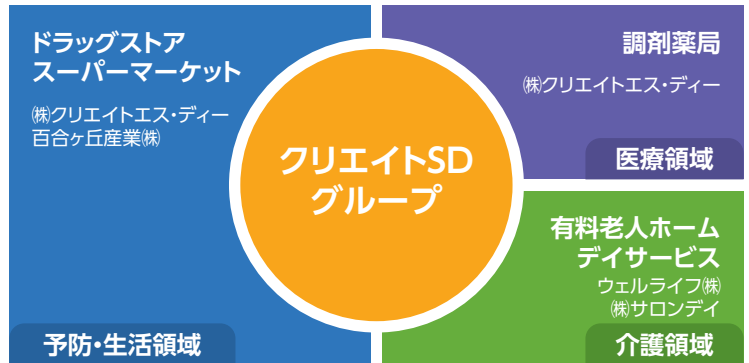 ドラッグストア
スーパーマーケット
㈱クリエイトエス・ディー
百合ヶ丘産業㈱
予防・生活領域
クリエイトSD
グループ
調剤薬局
㈱クリエイトエス・ディー
医療領域
有料老人ホーム
デイサービス
ウェルライフ㈱
㈱サロンデイ
介護領域